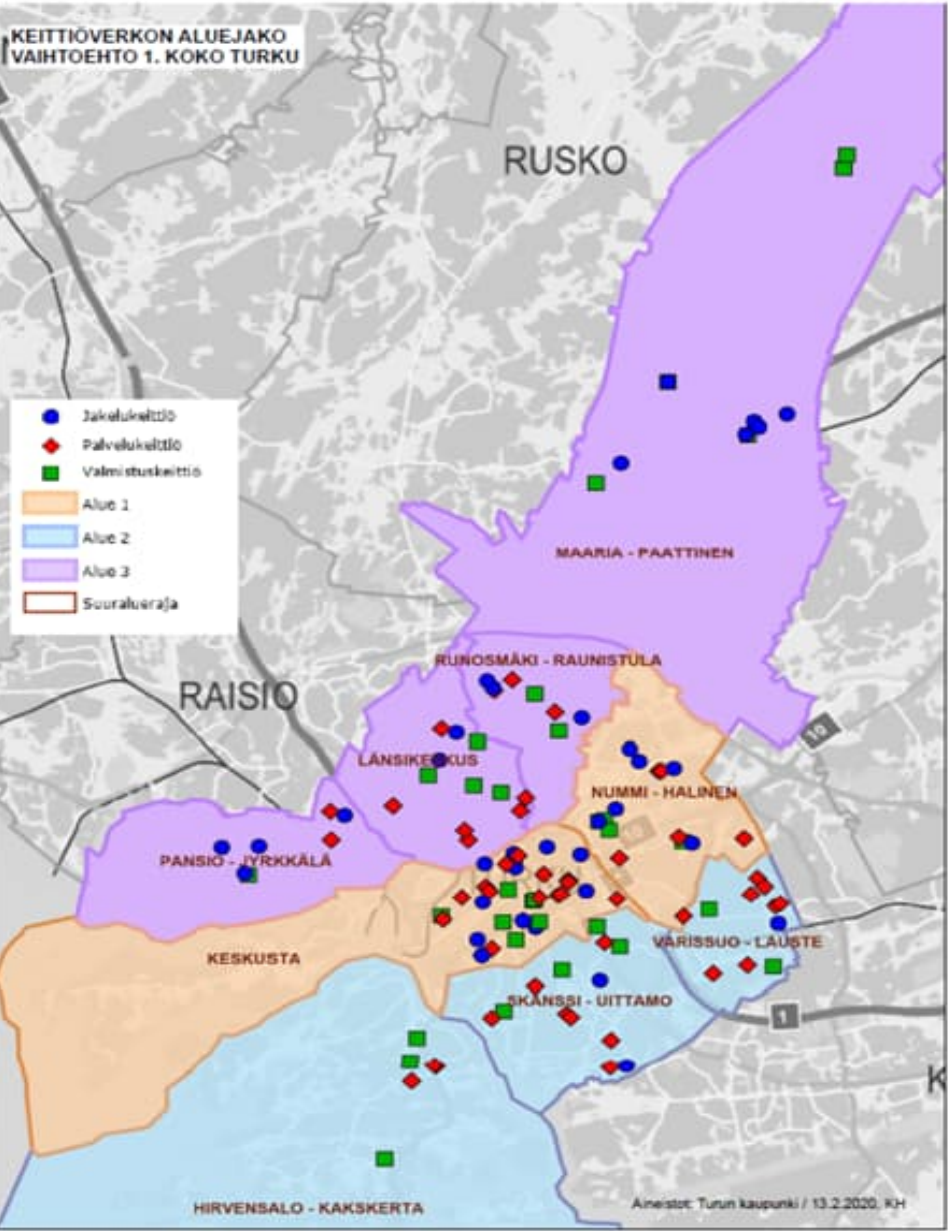 KEITTIÖVERKON ALUEJAKO
VAIHTOEHTO 1. KOKO TURKU
RUSKO
Jakelukeittiö
Palvelukeittiö
Valmistuskeittiö
Alue 1
Alue 2
Alue 3
Suuralueraja
MAARIA - PAATTINEN
RUNOSMÄKI - RAUNISTULA
RAISIO
10
LÄNSIKESKUS
NUMMI - HALINEN
PANSIO - JYRKKÄLÄ
VARISSUO - LAUSTE
KESKUSTA
SKANSSI - UITTAMO
1
K
HIRVENSALO - KAKSKERTA
Aineistot: Turun kaupunki / 13.2.2020, KH